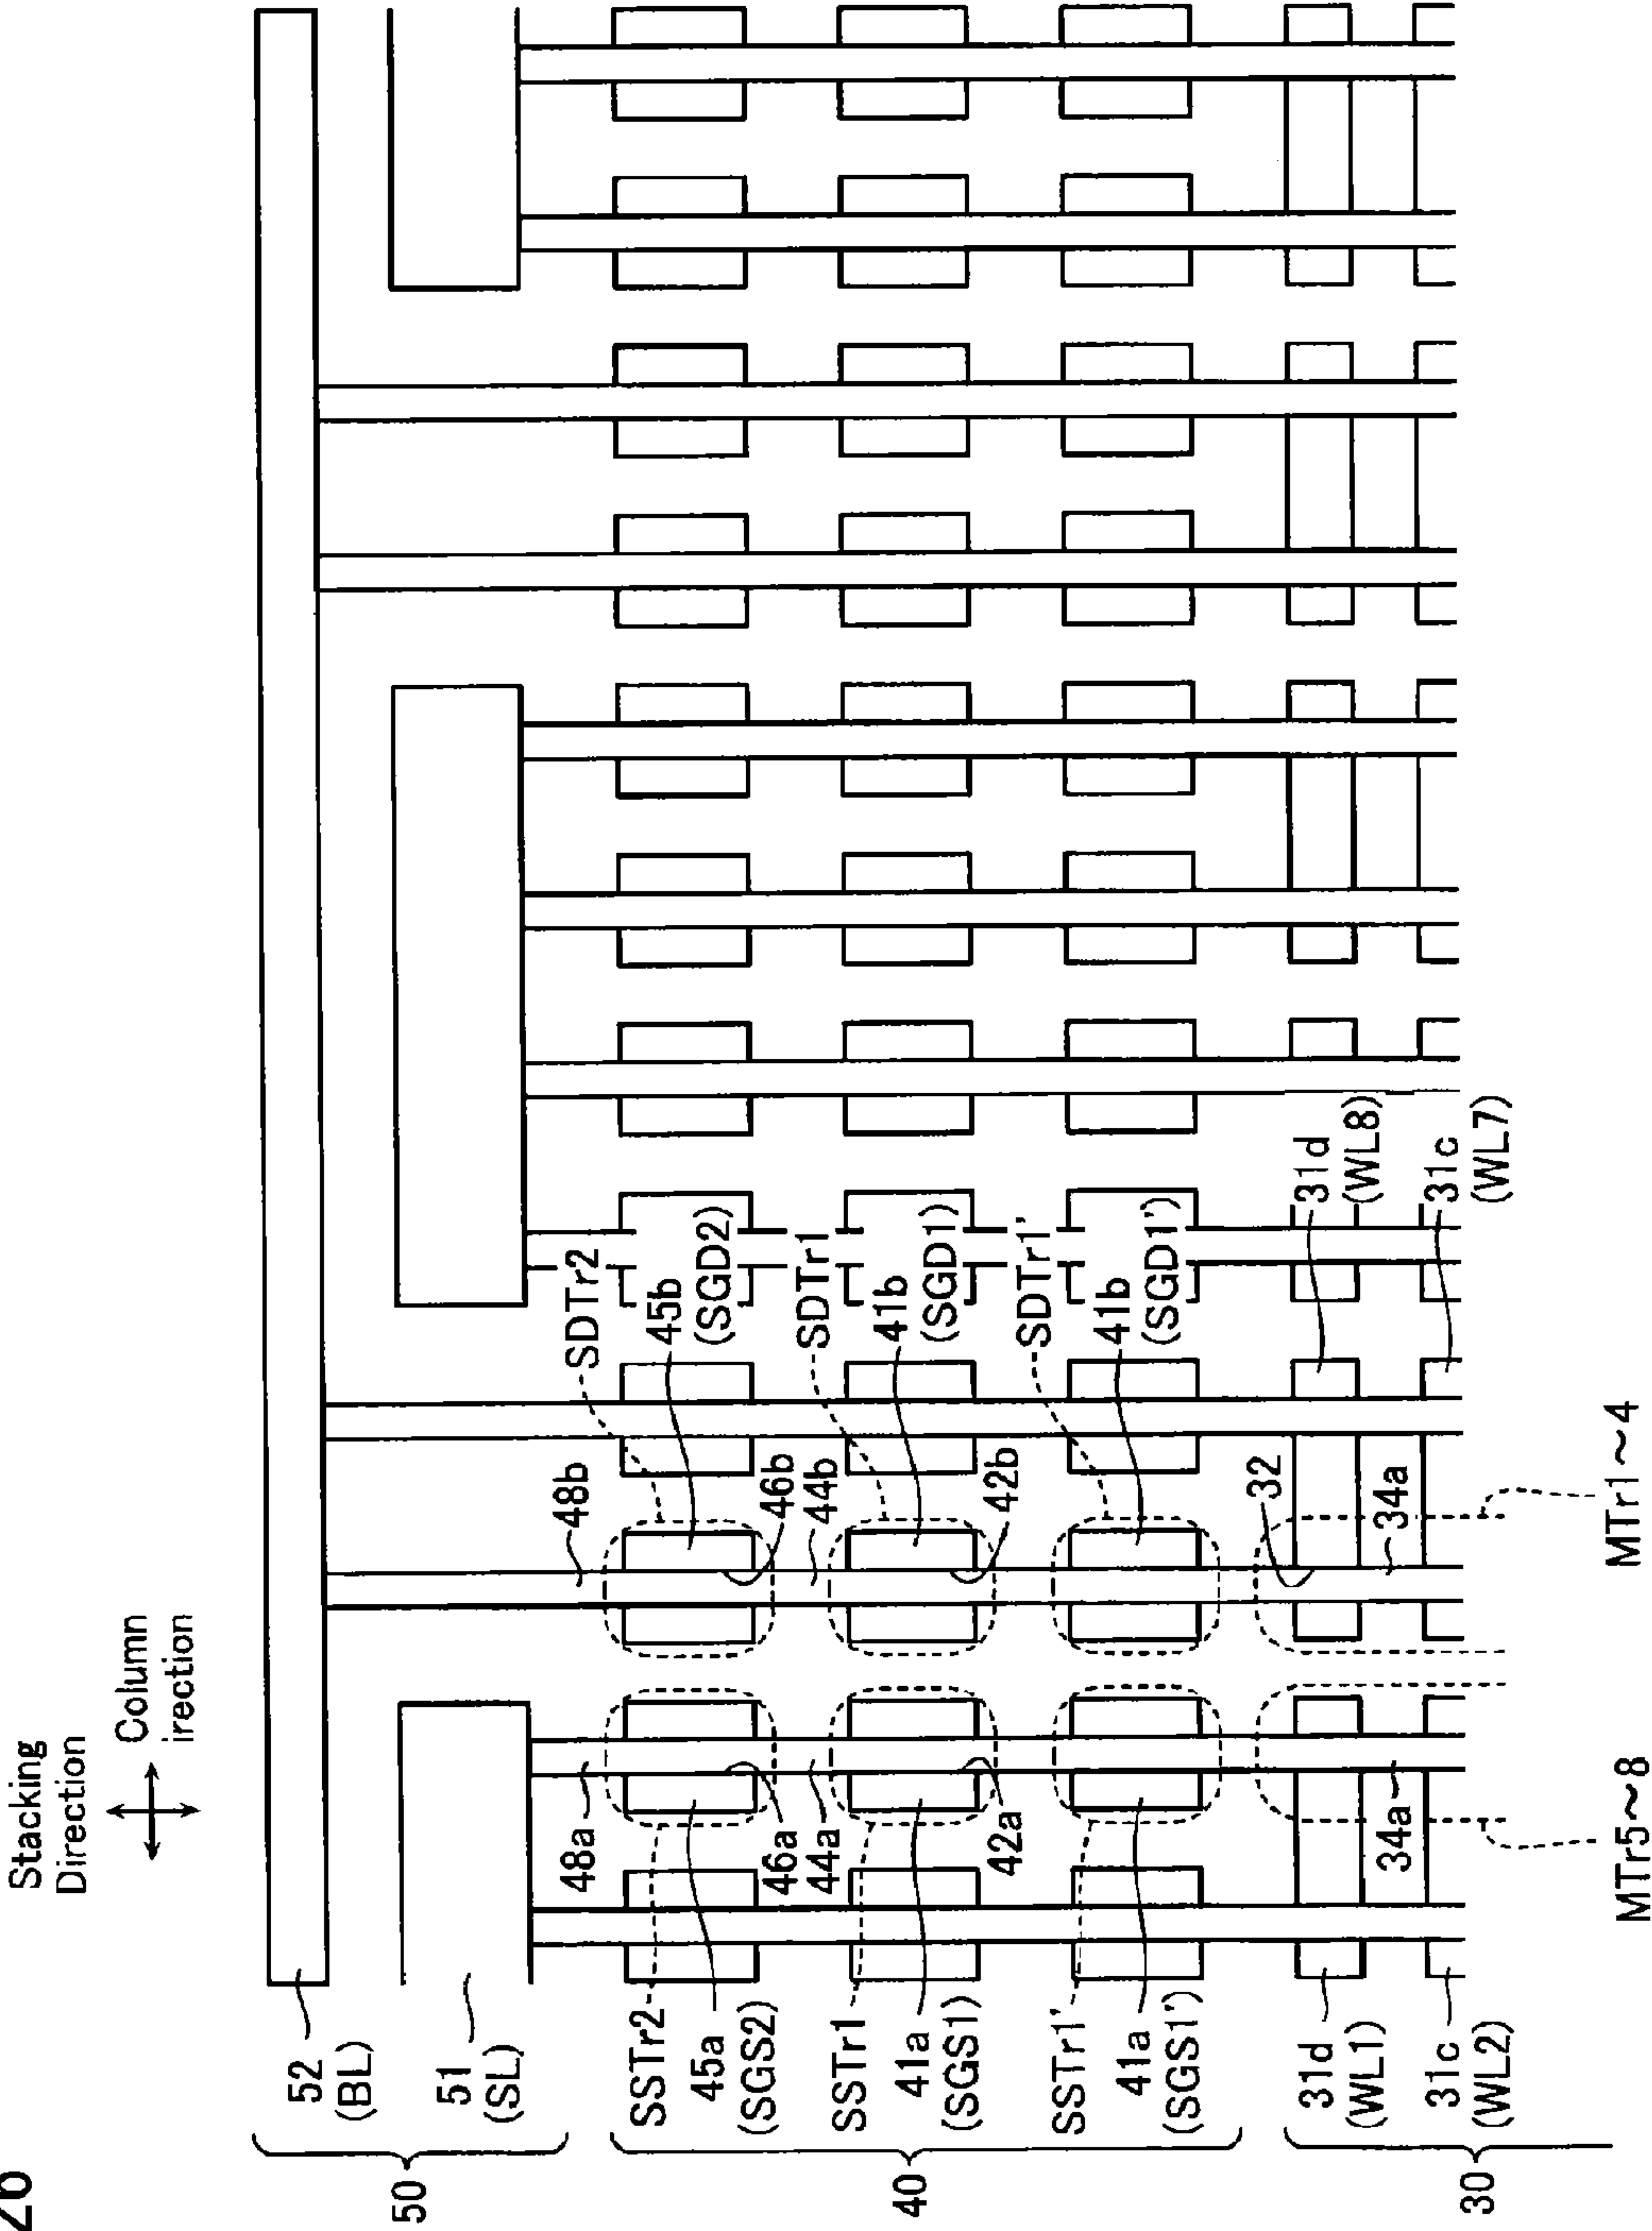 26
Stacking
Direction
Column
irection
50
52
(BL)
51
(SL)
40
SSTr2
45a
(SGS2)
SSTr1
41a
(SGS1)
SSTr1'
41a
(SGS1')
30
31d
(WL1)
31c
(WL2)
48a
46a
44a
42a
34a
MTr5~8
48b
46b
44b
42b
32
34a
MTr1~4
SDTr2
45b
(SGD2)
SDTr1
41b
(SGD1)
SDTr1'
41b
(SGD1')
31d
(WL8)
31c
(WL7)